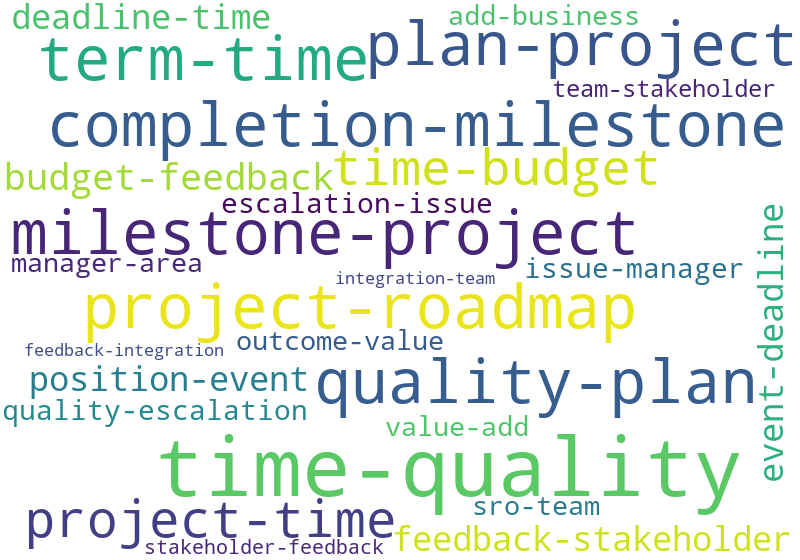 deadline-time
add-business
term-time
plan-project
team-stakeholder
completion-milestone
budget-feedback
time-budget
escalation-issue
milestone-project
manager-area
issue-manager
integration-team
project-roadmap
event-deadline
outcome-value
feedback-integration
position-event
quality-plan
quality-escalation
value-add
time-quality
sro-team
project-time
feedback-stakeholder
stakeholder-feedback